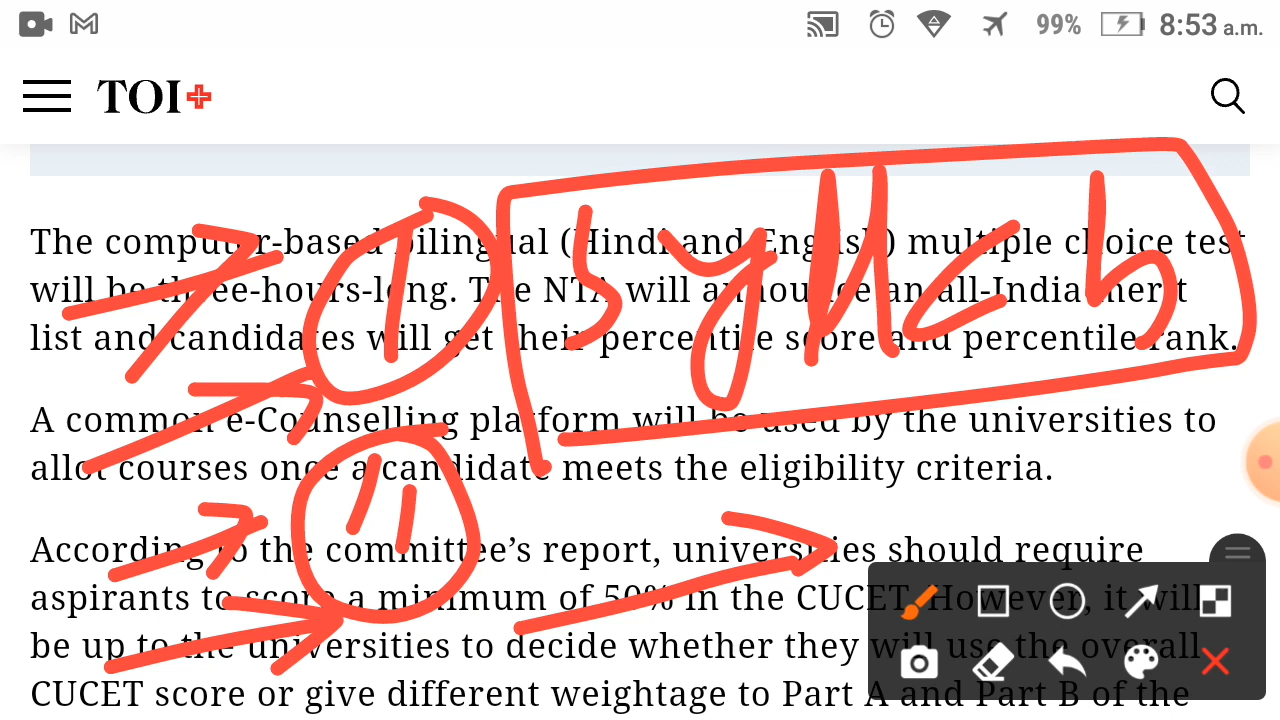 99% 8:53 a.m.
TOI+
The computer-based bilingual (Hindi and English) multiple choice test
will be three-hours-long. The NTA will announce an all-India merit
list and candidates will get their percentile score and percentile rank.
A common e-Counselling platform will be used by the universities to
allot courses once a candidate meets the eligibility criteria.
According to the committee’s report, universities should require
aspirants to score a minimum of 50% in the CUCET. However, it will
be up to the universities to decide whether they will use the overall
CUCET score or give different weightage to Part A and Part B of the